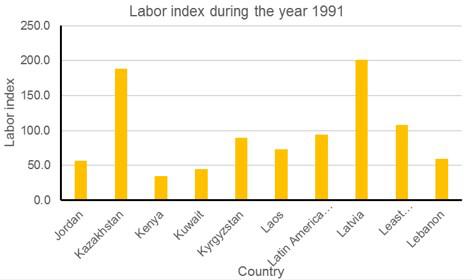 Labor index during the year 1991
Labor index
250.0
200.0
150.0
100.0
50.0
0.0
Jordan
Kazakhstan
Kenya
Kuwait
Kyrgyzstan
Laos
Latin America…
Latvia
Least…
Lebanon
Country